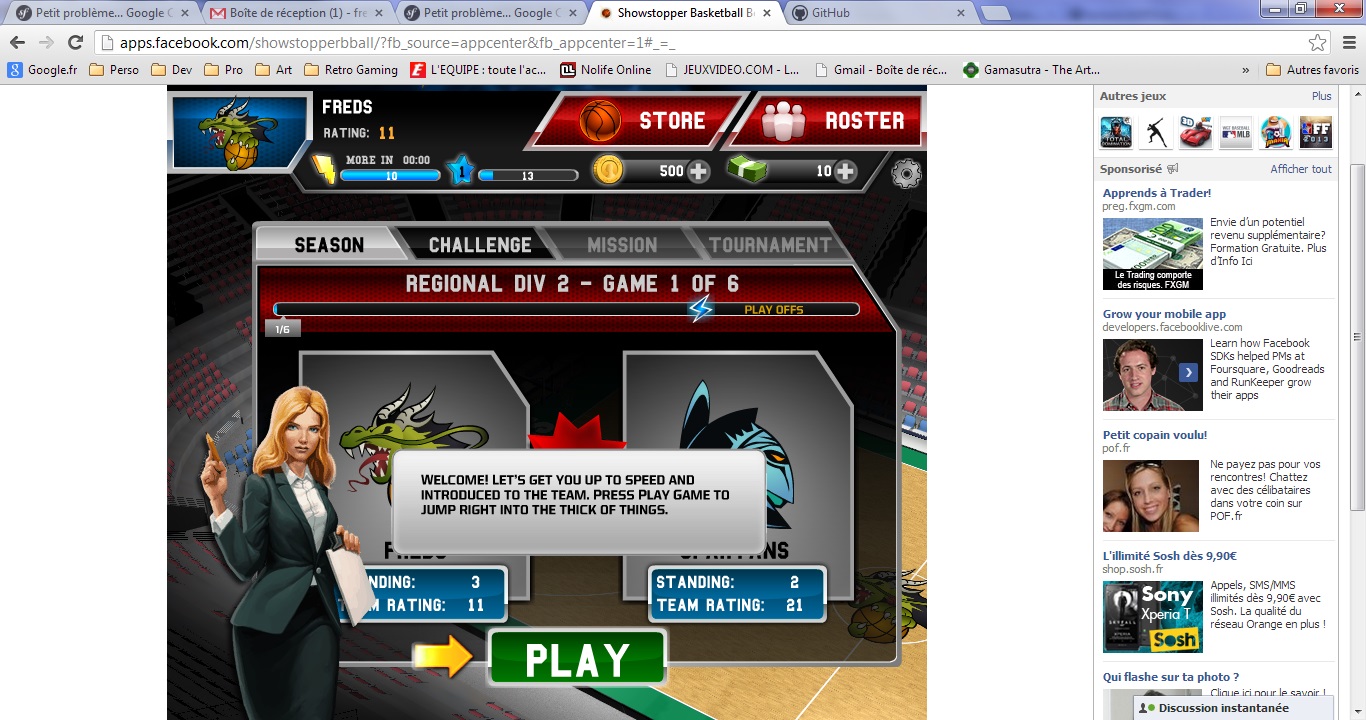 Petit problème... Google C
Boîte de réception (1) - fre
Petit problème... Google C
Showstopper Basketball B
GitHub
apps.facebook.com/showstopperbball/?fb_source=appcenter&fb_appcenter=1#_=_
Google.fr
Perso
Dev
Pro
Art
Retro Gaming
L'EQUIPE : toute l'ac...
Nolife Online
JEUXVIDEO.COM - L...
Gmail - Boîte de réc...
Gamasutra - The Art...
»
Autres favoris
FREDS
RATING: 11
STORE
ROSTER
MORE IN 00:00
10
1
13
500
10
SEASON
CHALLENGE
MISSION
TOURNAMENT
REGIONAL DIV 2 - GAME 1 OF 6
PLAY OFFS
1/6
WELCOME! LET'S GET YOU UP TO SPEED AND
INTRODUCED TO THE TEAM. PRESS PLAY GAME TO
JUMP RIGHT INTO THE THICK OF THINGS.
FREDS
NDING: 3
TEAM RATING: 11
STANDING: 2
TEAM RATING: 21
PLAY
Autres jeux
Plus
TOTAL
DOMINATION
MLB
FF
2013
Sponsorisé
Afficher tout
Apprends à Trader!
preg.fxgm.com
Le Trading comporte
des risques. FXGM
Envie d'un potentiel
revenu supplémentaire?
Formation Gratuite. Plus
d'Info Ici
Grow your mobile app
developers.facebooklive.com
Learn how Facebook
SDKs helped PMs at
Foursquare, Goodreads
and RunKeeper grow
their apps
Petit copain voulu!
pof.fr
Ne payez pas pour vos
rencontres! Chattez
avec des célibataires
dans votre coin sur
POF.fr
L'illimité Sosh dès 9,90€
shop.sosh.fr
SKYFALL
Sony
Xperia T
Sosh
Appels, SMS/MMS
illimités dès 9,90€ avec
Sosh. La qualité du
réseau Orange en plus !
Qui flashe sur ta photo ?
Clique ici pour le savoir !
Discussion instantanée